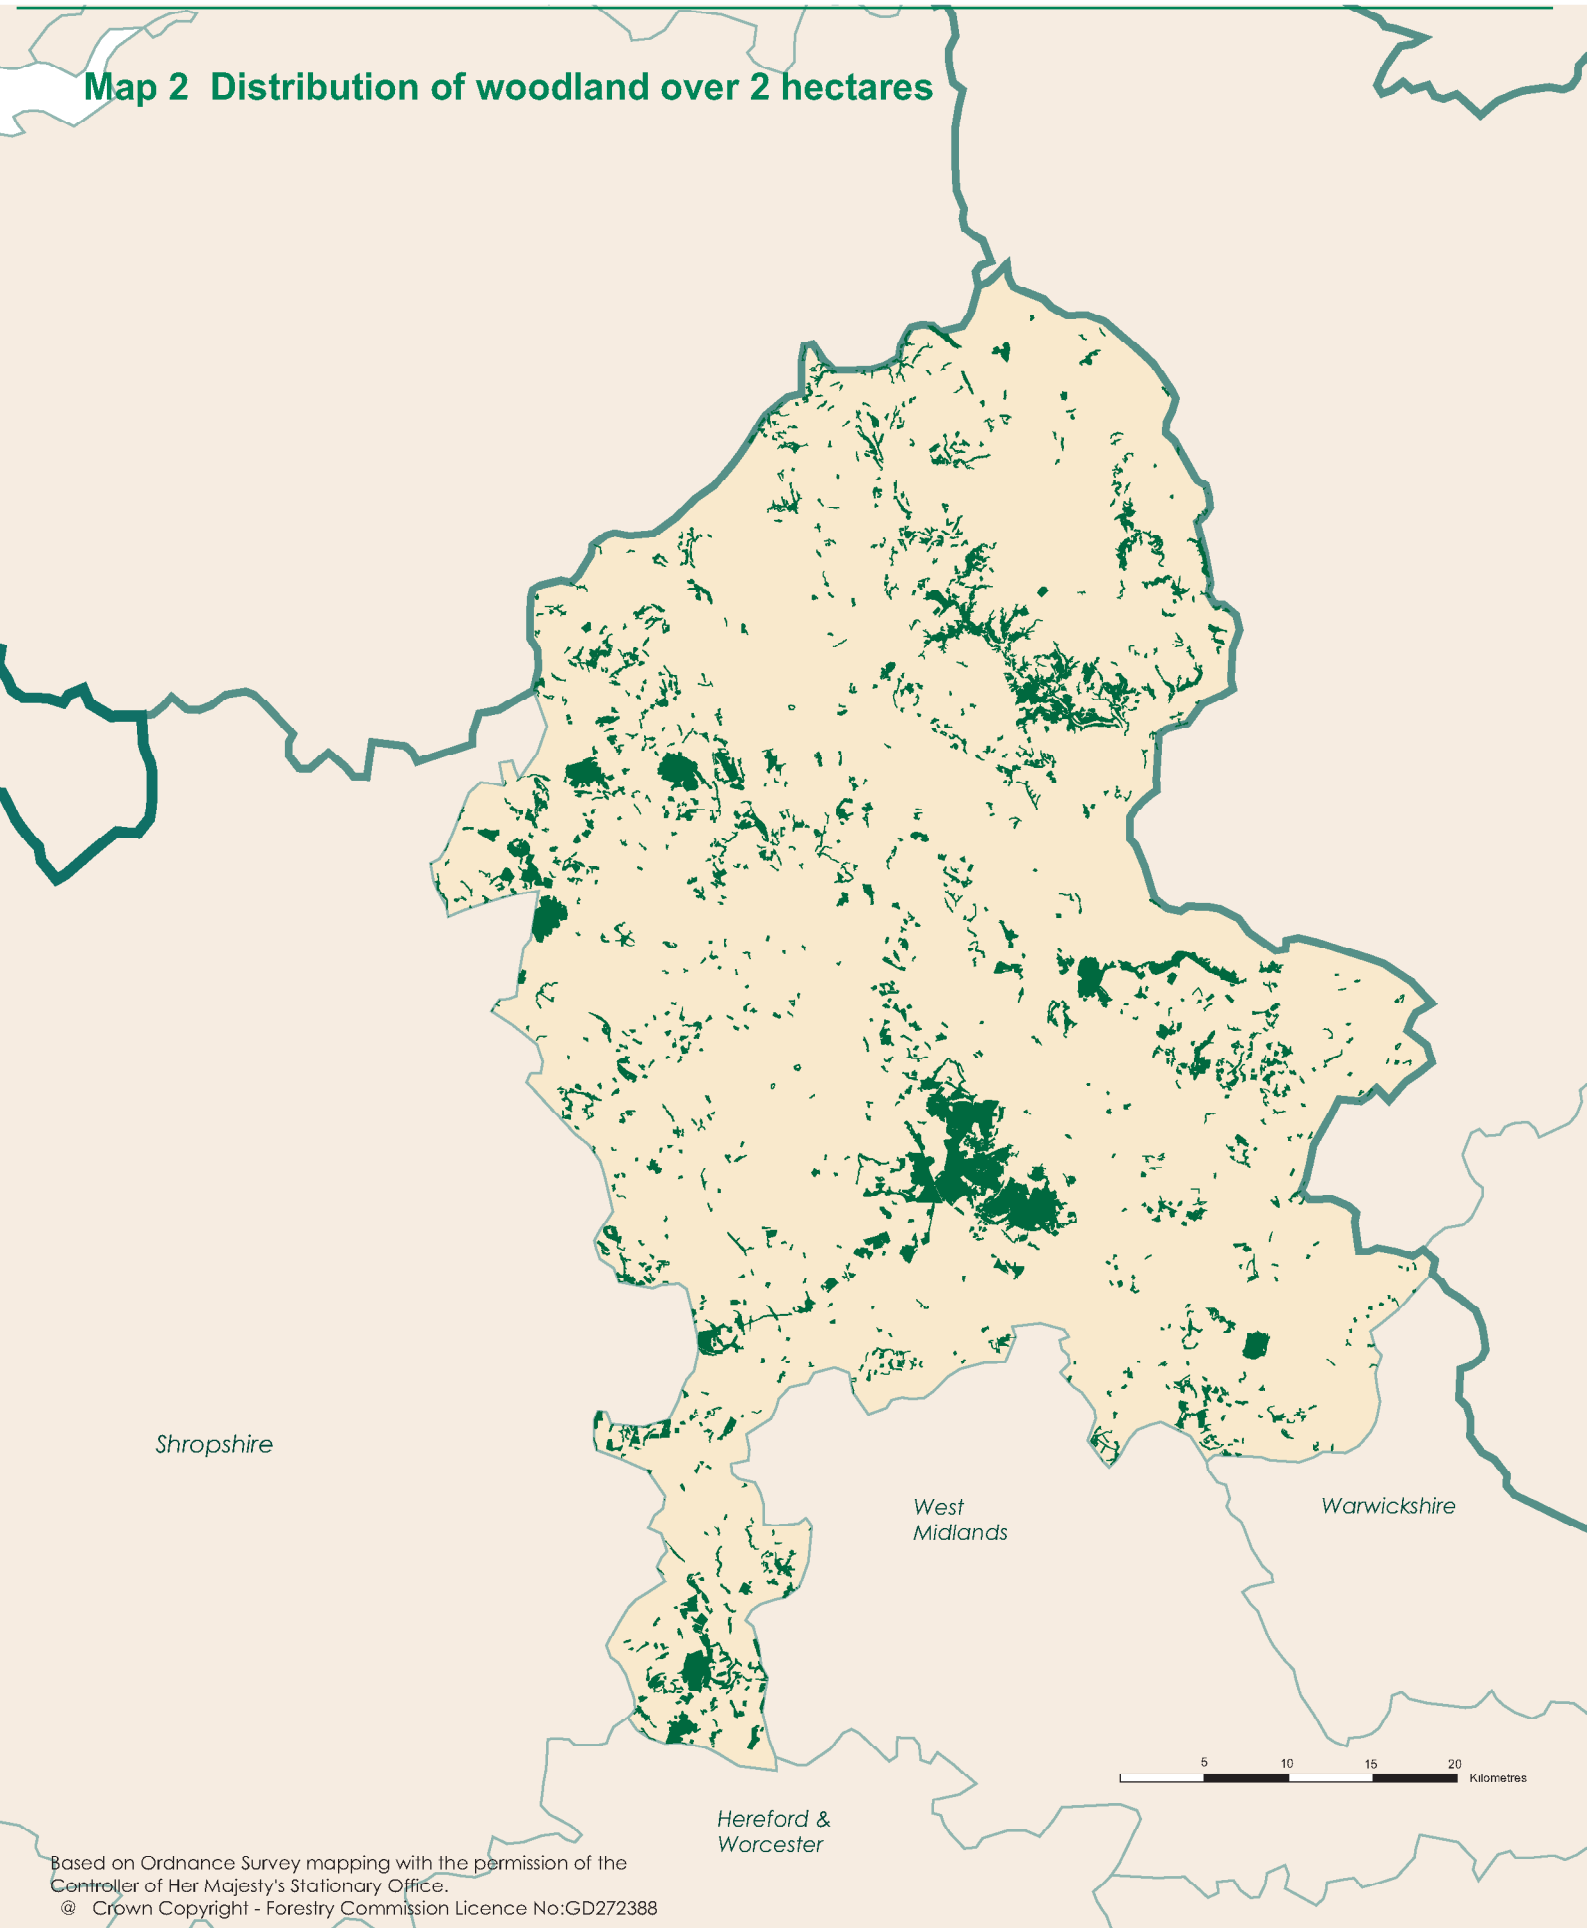 Map 2 Distribution of woodland over 2 hectares
Shropshire
West
Midlands
Warwickshire
5 10 15 20
Kilometres
Hereford &
Worcester
Based on Ordnance Survey mapping with the permission of the
Controller of Her Majesty's Stationary Office.
@ Crown Copyright - Forestry Commission Licence No:GD272388